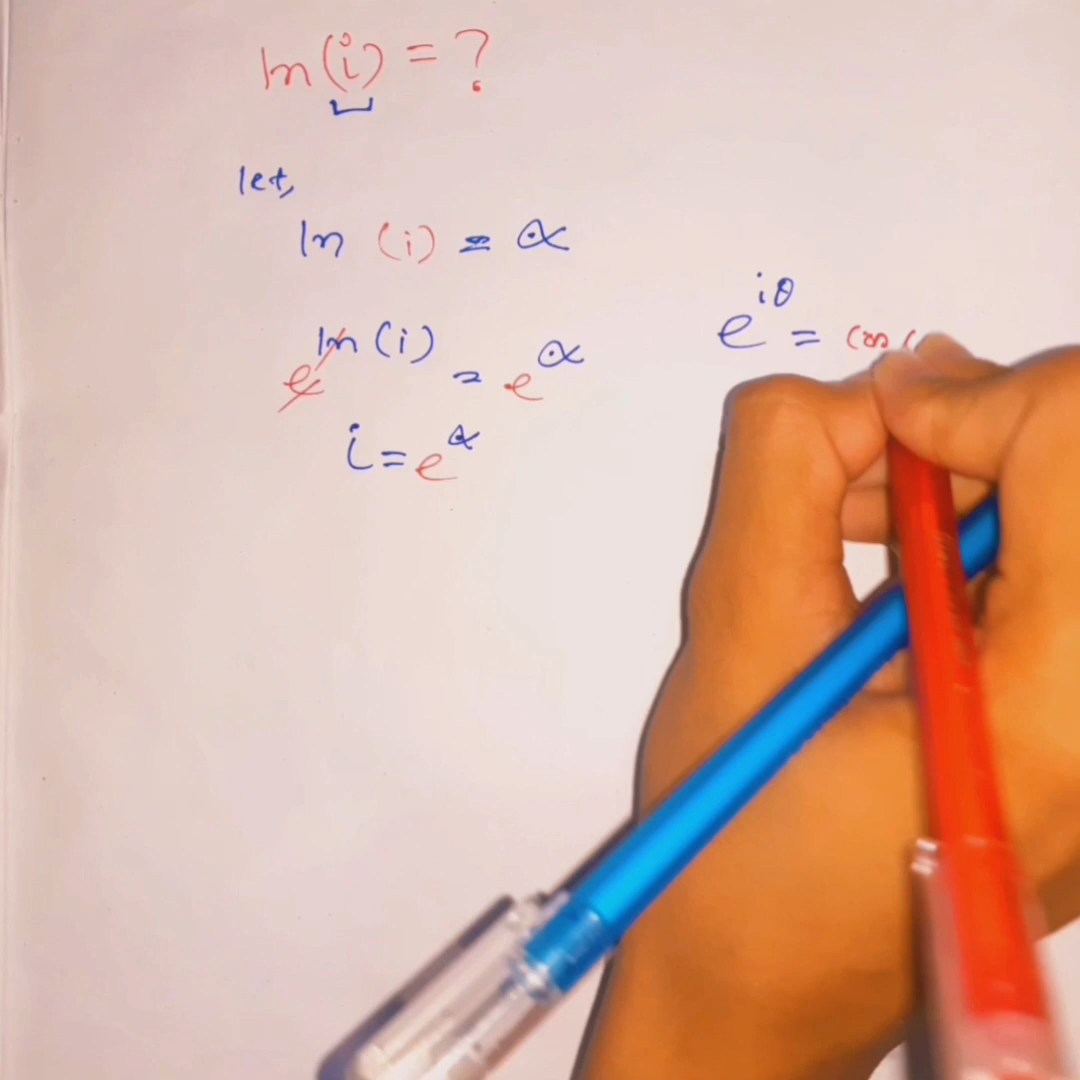 ln(i) = ?
let,
ln (i) = α
e^ln(i) = e^α
i = e^α
e^iθ = cos (